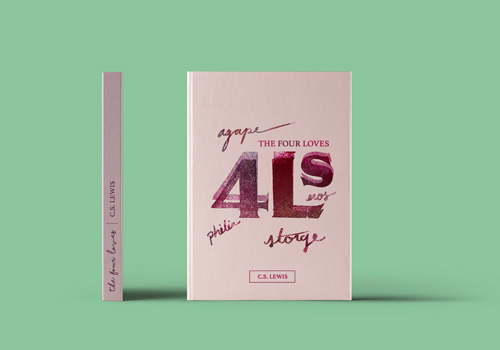 the four loves | C.S. LEWIS
agape
THE FOUR LOVES
4Ls
eros
philia
storge
C.S. LEWIS